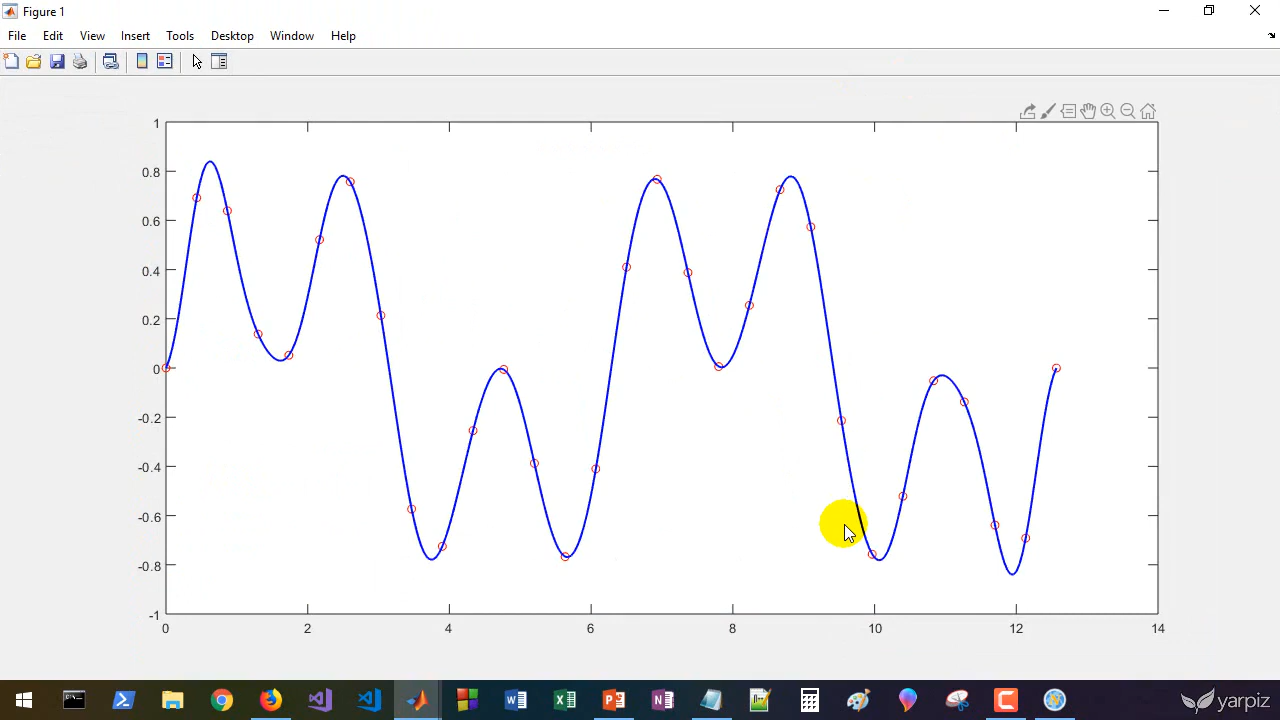 Figure 1
File Edit View Insert Tools Desktop Window Help
1
0.8
0.6
0.4
0.2
0
-0.2
-0.4
-0.6
-0.8
-1
0 2 4 6 8 10 12 14
yarpiz